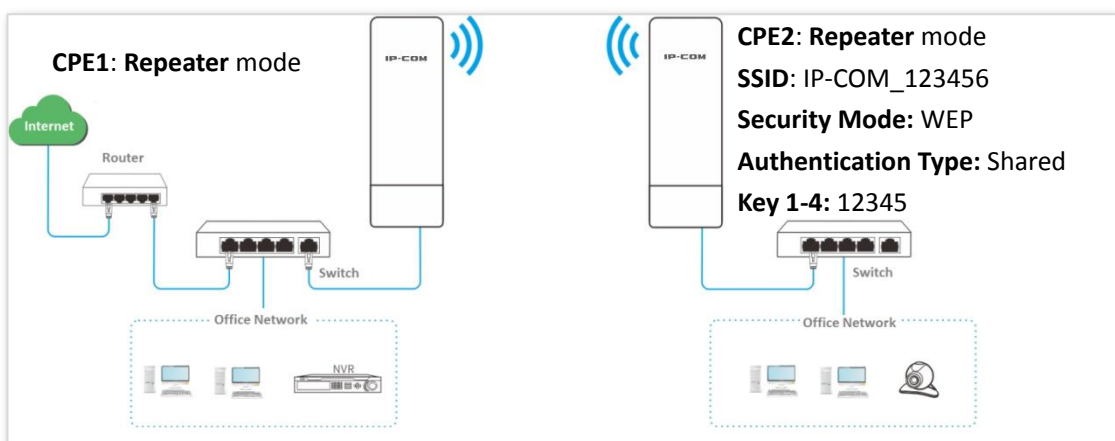 CPE1: Repeater mode
IP-COM
IP-COM
CPE2: Repeater mode
SSID: IP-COM_123456
Security Mode: WEP
Authentication Type: Shared
Key 1-4: 12345
Internet
Router
Switch
Switch
Office Network
Office Network
NVR